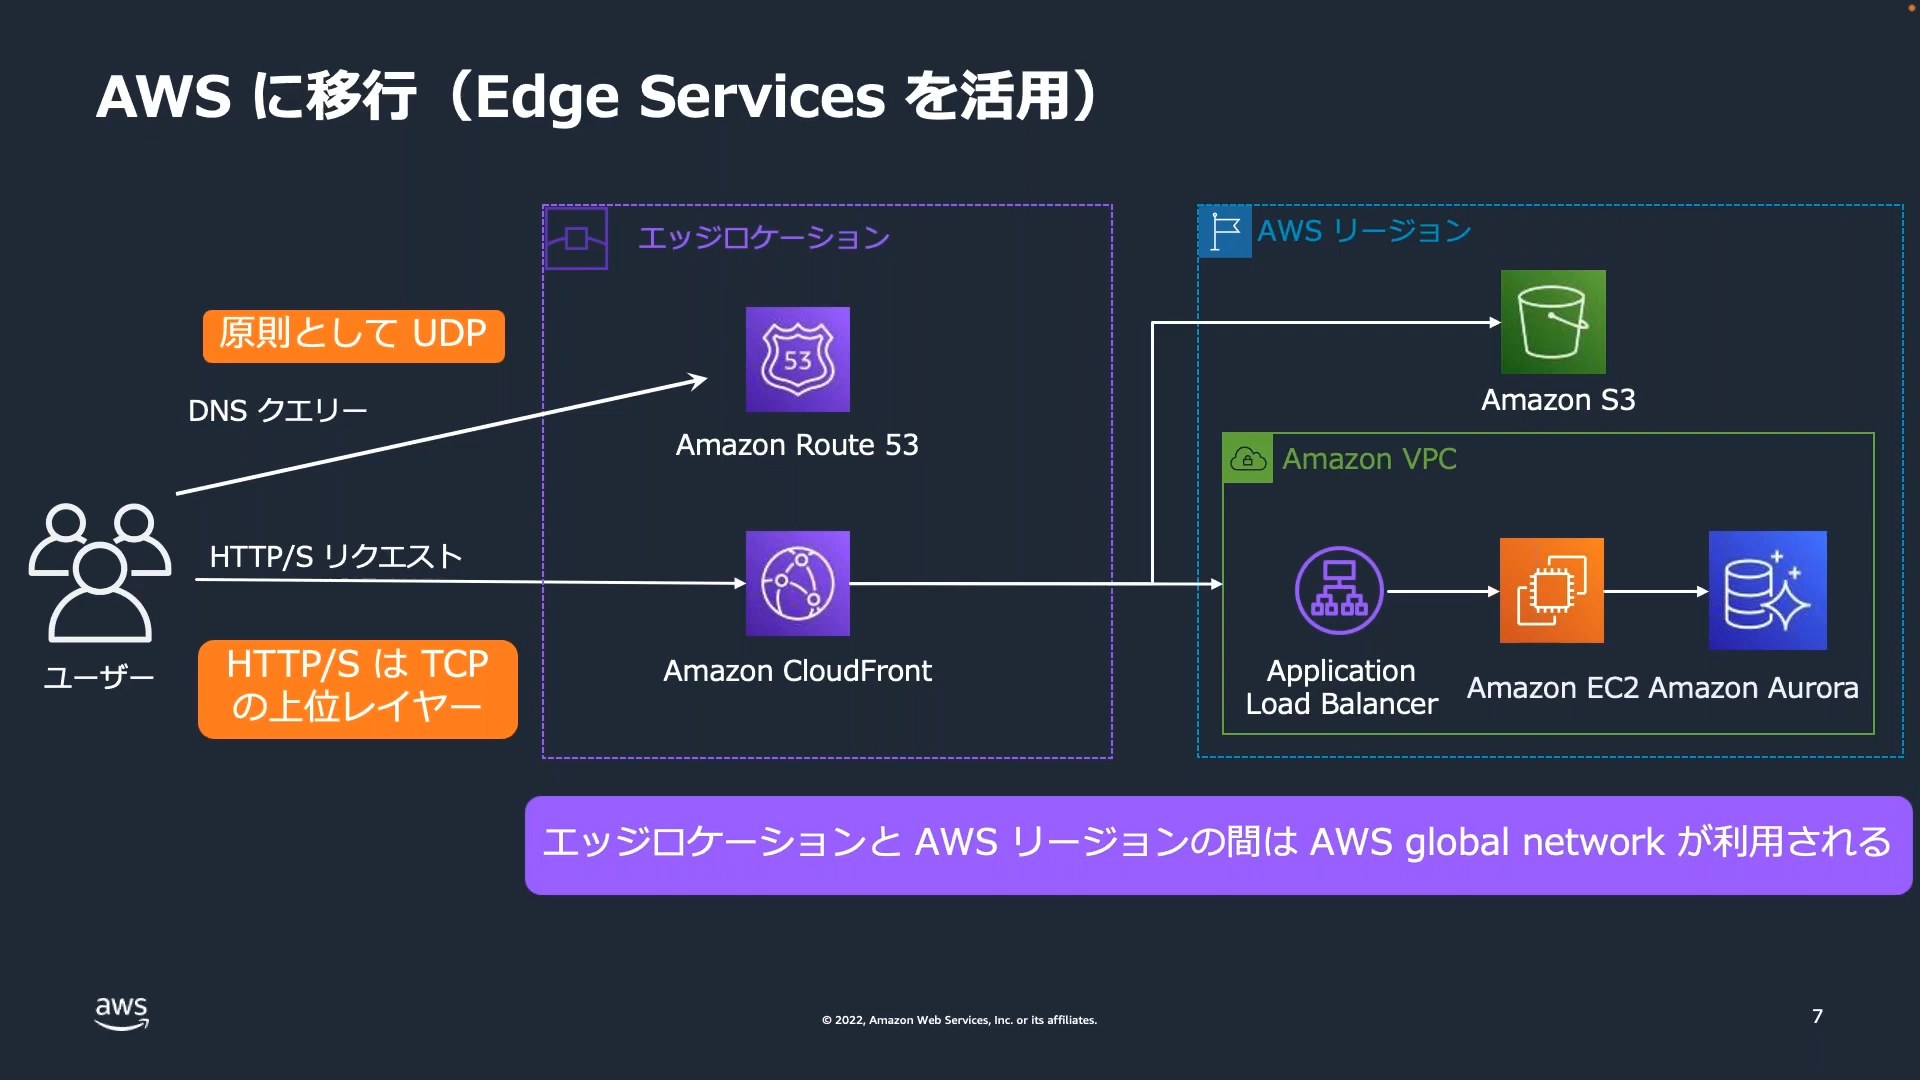 AWS に移行（Edge Services を活用）
エッジロケーション
AWS リージョン
原則として UDP
DNS クエリー
53
Amazon Route 53
Amazon S3
Amazon VPC
HTTP/S リクエスト
ユーザー
HTTP/S は TCP
の上位レイヤー
Amazon CloudFront
Application
Load Balancer
Amazon EC2
Amazon Aurora
エッジロケーションと AWS リージョンの間は AWS global network が利用される
aws
© 2022, Amazon Web Services, Inc. or its affiliates.
7